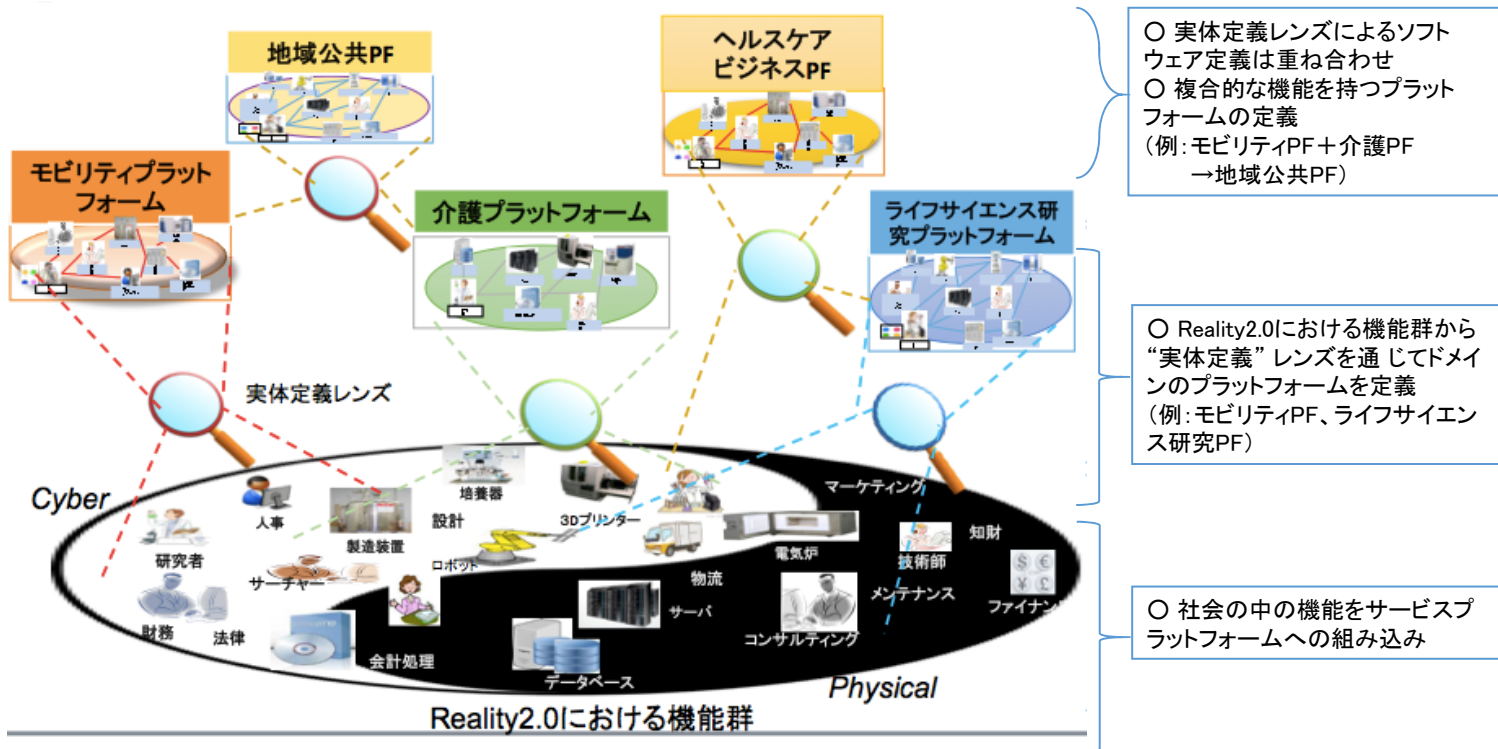 地域公共PF
ヘルスケア
ビジネスPF
モビリティプラット
フォーム
介護プラットフォーム
ライフサイエンス研
究プラットフォーム
実体定義レンズ
Cyber
人事
培養器
設計
3Dプリンター
マーケティング
研究者
製造装置
ロボット
電気炉
技術師
知財
サーチャー
物流
サーバ
メンテナンス
ファイナン
財務
法律
コンサルティング
会計処理
データベース
Physical
Reality2.0における機能群
〇 実体定義レンズによるソフト
ウェア定義は重ね合わせ
〇 複合的な機能を持つプラット
フォームの定義
（例：モビリティPF＋介護PF
→地域公共PF）
〇 Reality2.0における機能群から
“実体定義” レンズを通 じてドメイ
ンのプラットフォームを定義
（例：モビリティPF、ライフサイエン
ス研究PF）
〇 社会の中の機能をサービスプ
ラットフォームへの組み込み